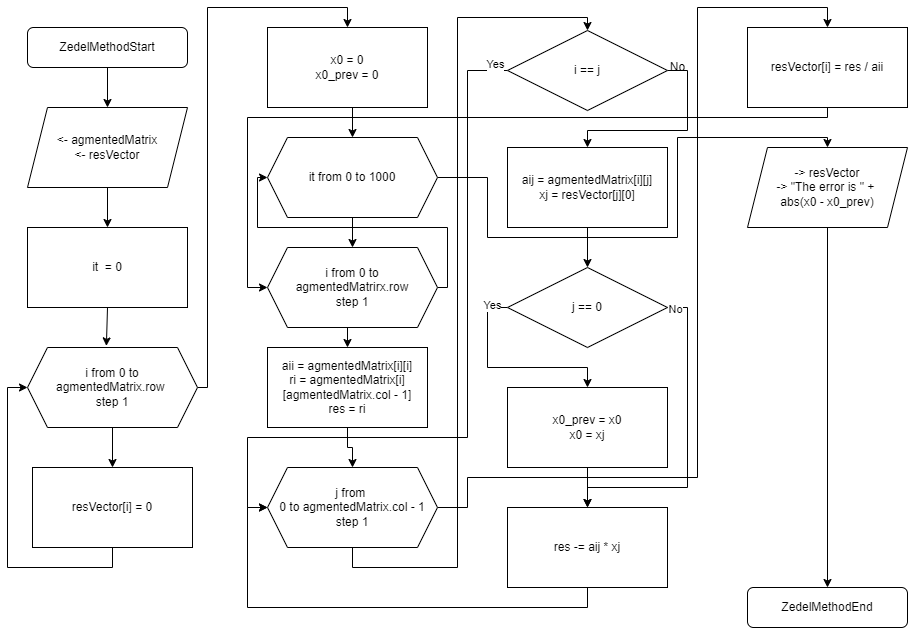 ZedelMethodStart
<- agmentedMatrix
<- resVector
it = 0
i from 0 to
agmentedMatrix.row
step 1
resVector[i] = 0
x0 = 0
x0_prev = 0
it from 0 to 1000
i from 0 to
agmentedMatrirx.row
step 1
aii = agmentedMatrix[i][i]
ri = agmentedMatrix[i]
[agmentedMatrix.col - 1]
res = ri
j from
0 to agmentedMatrix.col - 1
step 1
Yes
i == j
No
aij = agmentedMatrix[i][j]
xj = resVector[j][0]
Yes
j == 0
No
x0_prev = x0
x0 = xj
res -= aij * xj
resVector[i] = res / aii
-> resVector
-> "The error is " +
abs(x0 - x0_prev)
ZedelMethodEnd